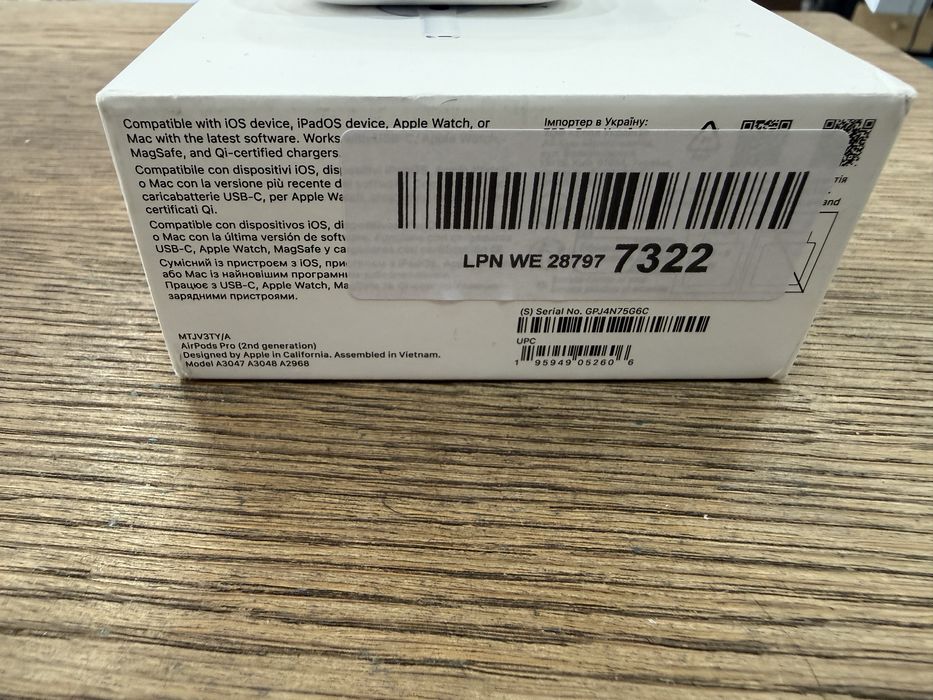 Compatible with iOS device, iPadOS device, Apple Watch, or
Mac with the latest software. Works
MagSafe, and Qi-certified chargers.
Compatibile con dispositivi iOS,
o Mac con la versione più recente
caricabatterie USB-C, per Apple
certificati Qi.
Compatible con dispositivos iOS,
o Mac con la última versión de
USB-C, Apple Watch, MagSafe y
Сумісний із пристроєм з iOS,
або Mac із найновішим
Працює з USB-C, Apple Watch,
зарядними пристроями.
MTJV3TY/A
AirPods Pro (2nd generation)
Designed by Apple in California. Assembled in Vietnam.
Model A3047 A3048 A2968
Імпортер в Україну:
LPN WE 28797 7322
(S) Serial No. GPJ4N75G6C
UPC
1 95949 05260 6